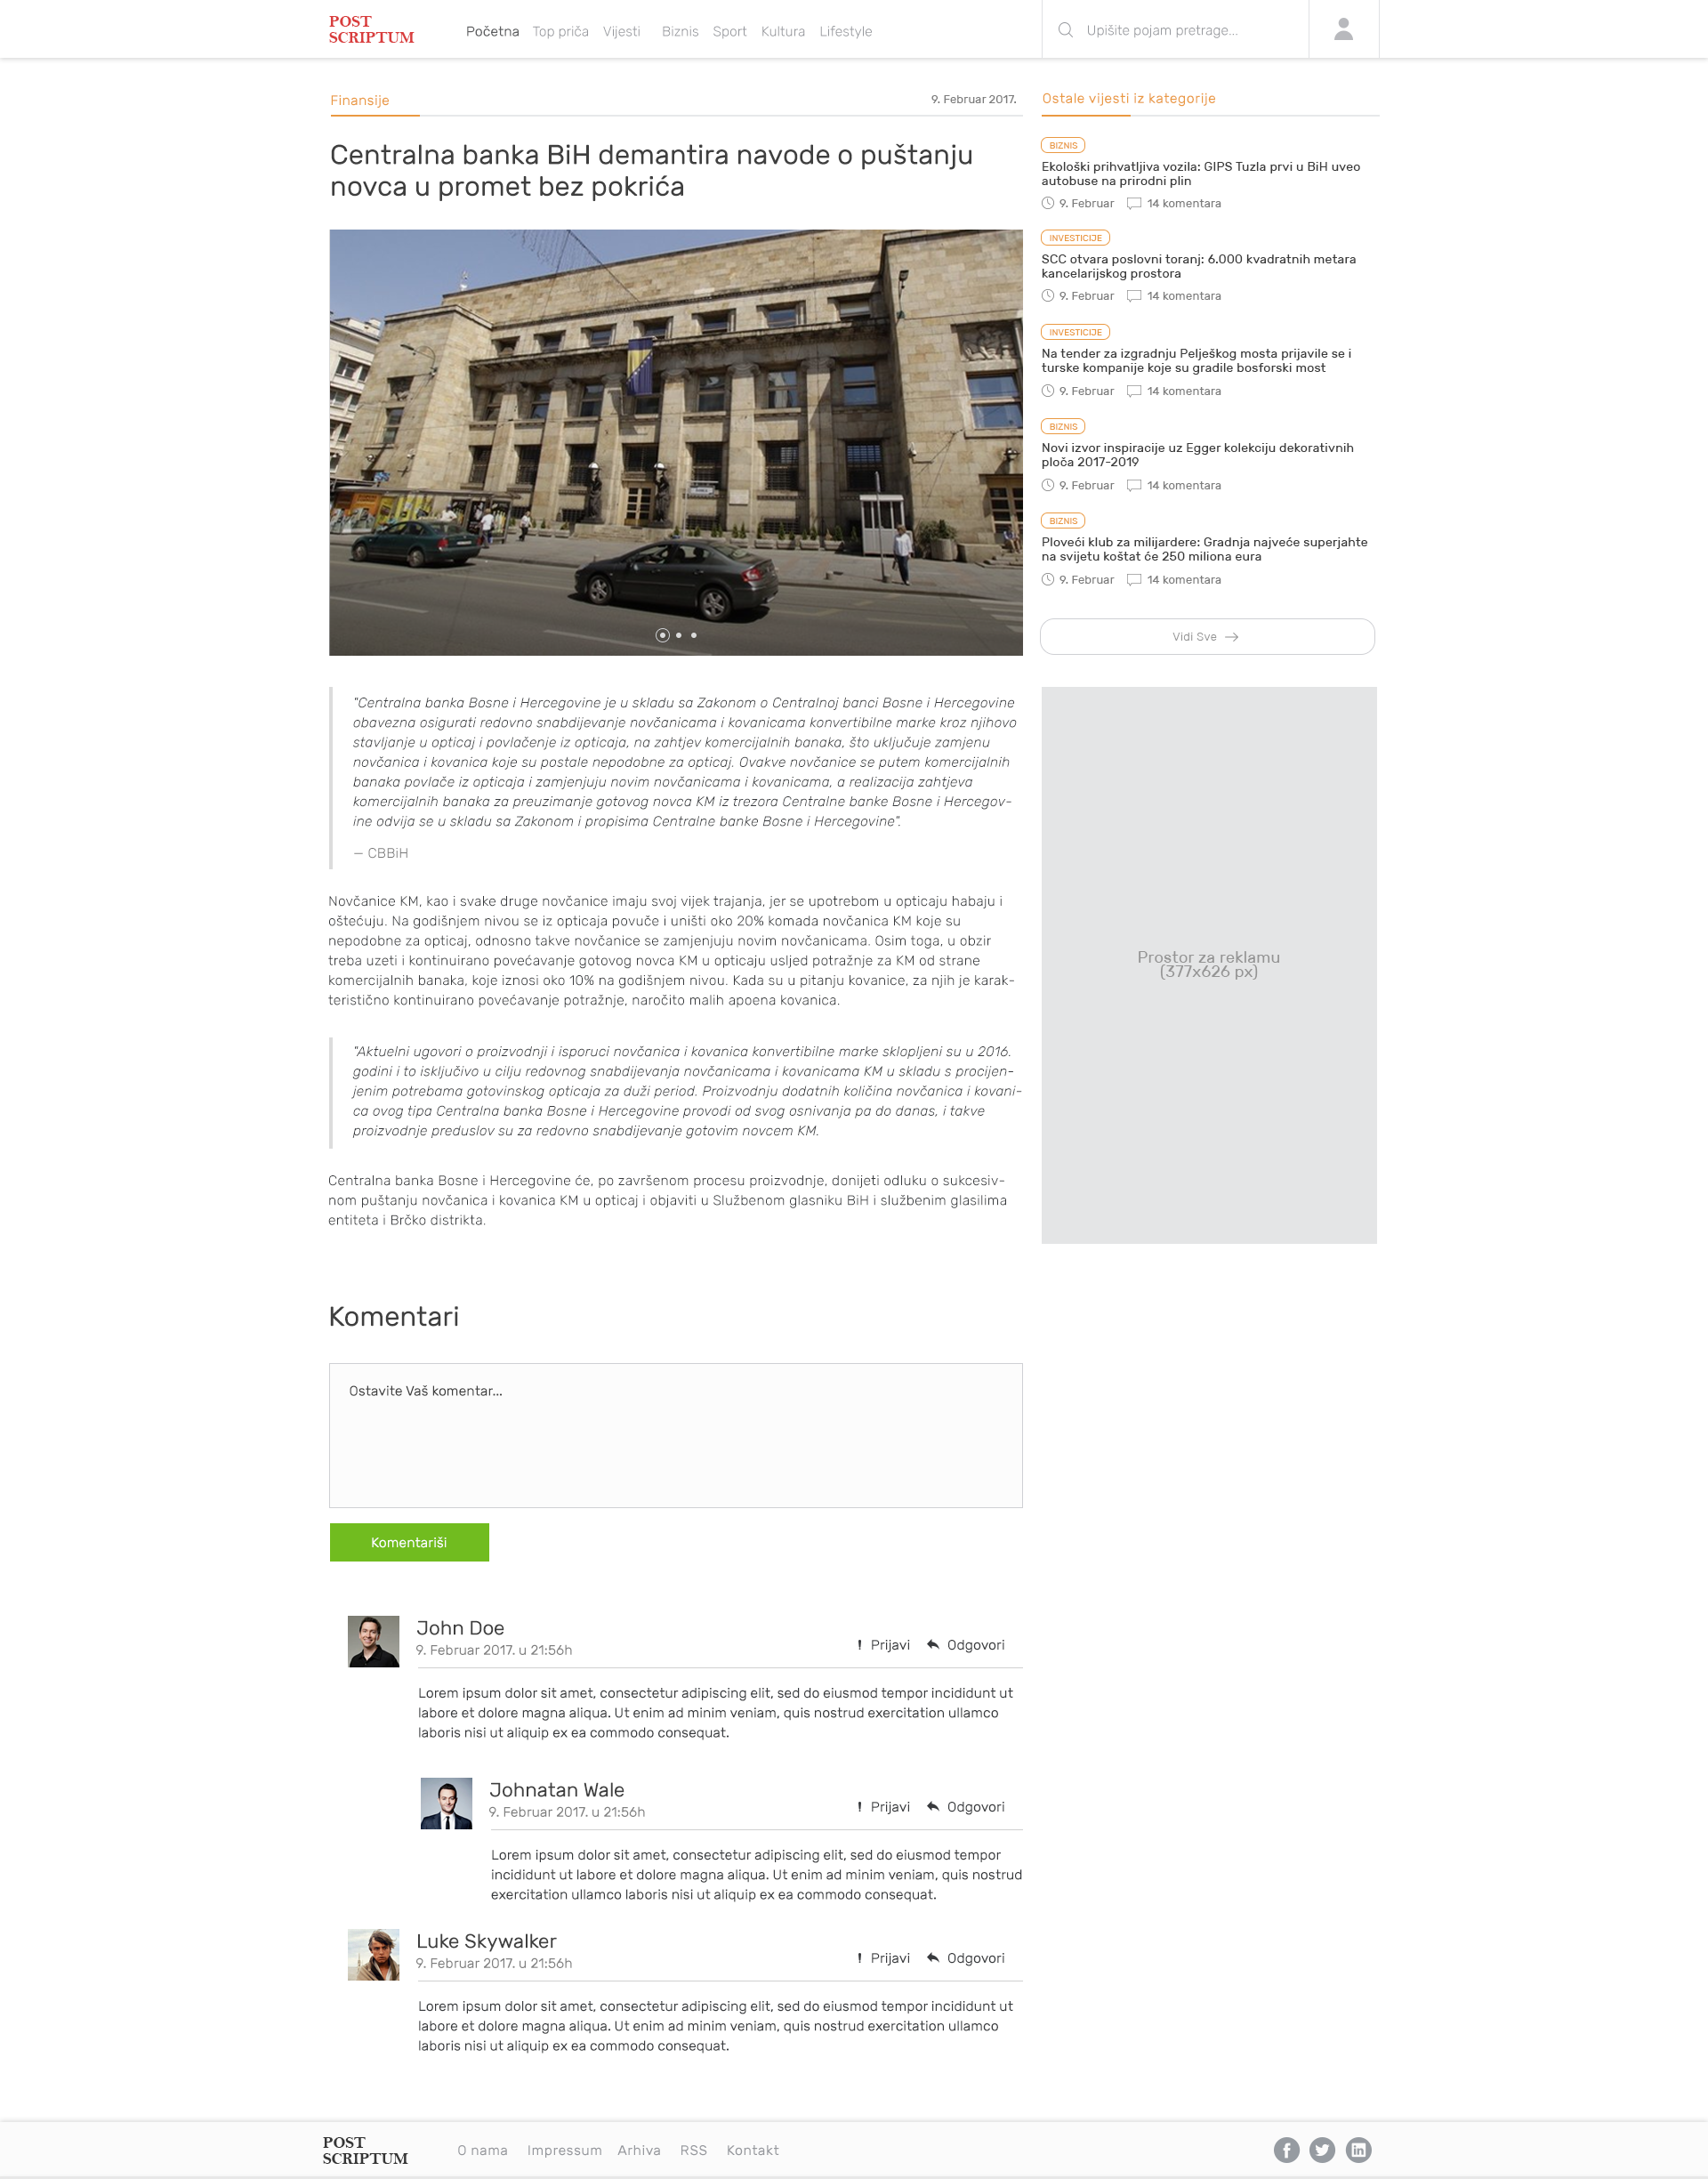 POST
SCRIPTUM
Početna Top priča Vijesti Biznis Sport Kultura Lifestyle
Upišite pojam pretrage...
Finansije
9. Februar 2017.
Centralna banka BiH demantira navode o puštanju
novca u promet bez pokrića
"Centralna banka Bosne i Hercegovine je u skladu sa Zakonom o Centralnoj banci Bosne i Hercegovine
obavezna osigurati redovno snabdijevanje novčanicama i kovanicama konvertibilne marke kroz njihovo
stavljanje u opticaj i povlačenje iz opticaja, na zahtjev komercijalnih banaka, što uključuje zamjenu
novčanica i kovanica koje su postale nepodobne za opticaj. Ovakve novčanice se putem komercijalnih
banaka povlače iz opticaja i zamjenjuju novim novčanicama i kovanicama, a realizacija zahtjeva
komercijalnih banaka za preuzimanje gotovog novca KM iz trezora Centralne banke Bosne i Hercegov-
ine odvija se u skladu sa Zakonom i propisima Centralne banke Bosne i Hercegovine".
— CBBiH
Novčanice KM, kao i svake druge novčanice imaju svoj vijek trajanja, jer se upotrebom u opticaju habaju i
oštećuju. Na godišnjem nivou se iz opticaja povuče i uništi oko 20% komada novčanica KM koje su
nepodobne za opticaj, odnosno takve novčanice se zamjenjuju novim novčanicama. Osim toga, u obzir
treba uzeti i kontinuirano povećavanje gotovog novca KM u opticaju usljed potražnje za KM od strane
komercijalnih banaka, koje iznosi oko 10% na godišnjem nivou. Kada su u pitanju kovanice, za njih je karak-
teristično kontinuirano povećavanje potražnje, naročito malih apoena kovanica.
"Aktuelni ugovori o proizvodnji i isporuci novčanica i kovanica konvertibilne marke sklopljeni su u 2016.
godini i to isključivo u cilju redovnog snabdijevanja novčanicama i kovanicama KM u skladu s procijen-
jenim potrebama gotovinskog opticaja za duži period. Proizvodnju dodatnih količina novčanica i kovani-
ca ovog tipa Centralna banka Bosne i Hercegovine provodi od svog osnivanja pa do danas, i takve
proizvodnje preduslov su za redovno snabdijevanje gotovim novcem KM.
Centralna banka Bosne i Hercegovine će, po završenom procesu proizvodnje, donijeti odluku o sukcesiv-
nom puštanju novčanica i kovanica KM u opticaj i objaviti u Službenom glasniku BiH i službenim glasilima
entiteta i Brčko distrikta.
Ostale vijesti iz kategorije
BIZNIS
Ekološki prihvatljiva vozila: GIPS Tuzla prvi u BiH uveo
autobuse na prirodni plin
9. Februar 14 komentara
INVESTICIJE
SCC otvara poslovni toranj: 6.000 kvadratnih metara
kancelarijskog prostora
9. Februar 14 komentara
INVESTICIJE
Na tender za izgradnju Pelješkog mosta prijavile se i
turske kompanije koje su gradile bosforski most
9. Februar 14 komentara
BIZNIS
Novi izvor inspiracije uz Egger kolekciju dekorativnih
ploča 2017-2019
9. Februar 14 komentara
BIZNIS
Ploveći klub za milijardere: Gradnja najveće superjahte
na svijetu koštat će 250 miliona eura
9. Februar 14 komentara
Vidi Sve
Prostor za reklamu
(377x626 px)
Komentari
Ostavite Vaš komentar...
Komentariši
John Doe
9. Februar 2017. u 21:56h
Prijavi Odgovori
Lorem ipsum dolor sit amet, consectetur adipiscing elit, sed do eiusmod tempor incididunt ut
labore et dolore magna aliqua. Ut enim ad minim veniam, quis nostrud exercitation ullamco
laboris nisi ut aliquip ex ea commodo consequat.
Johnatan Wale
9. Februar 2017. u 21:56h
Prijavi Odgovori
Lorem ipsum dolor sit amet, consectetur adipiscing elit, sed do eiusmod tempor
incididunt ut labore et dolore magna aliqua. Ut enim ad minim veniam, quis nostrud
exercitation ullamco laboris nisi ut aliquip ex ea commodo consequat.
Luke Skywalker
9. Februar 2017. u 21:56h
Prijavi Odgovori
Lorem ipsum dolor sit amet, consectetur adipiscing elit, sed do eiusmod tempor incididunt ut
labore et dolore magna aliqua. Ut enim ad minim veniam, quis nostrud exercitation ullamco
laboris nisi ut aliquip ex ea commodo consequat.
POST
SCRIPTUM
O nama Impressum Arhiva RSS Kontakt